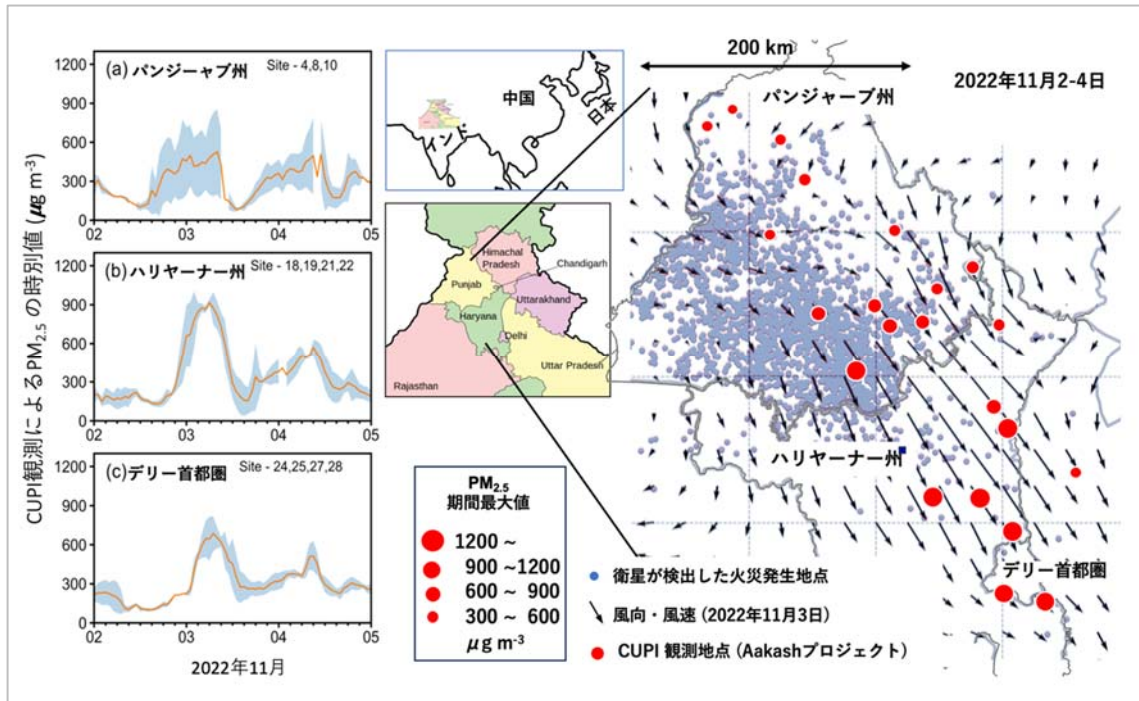 CUPI観測によるPM2.5の時別値 (μg m-3)
(a) パンジーャブ州
Site - 4,8,10
1200
900
600
300
0
02
03
04
05
(b) ハリヤーナー州
Site - 18,19,21,22
1200
900
600
300
0
02
03
04
05
(c) デリー首都圏
Site - 24,25,27,28
1200
900
600
300
0
02
03
04
05
2022年11月
中国
日本
インド
Himachal
Pradesh
Chandigarh
Punjab
Uttarakhand
Haryana
Delhi
Uttar Pradesh
Rajasthan
PM2.5
期間最大値
1200 ~
900 ~1200
600 ~ 900
300 ~ 600
μg m-3
200 km
2022年11月2-4日
パンジャーブ州
ハリヤーナー州
デリー首都圏
衛星が検出した火災発生地点
風向・風速 (2022年11月3日)
CUPI 観測地点 (Aakashプロジェクト)